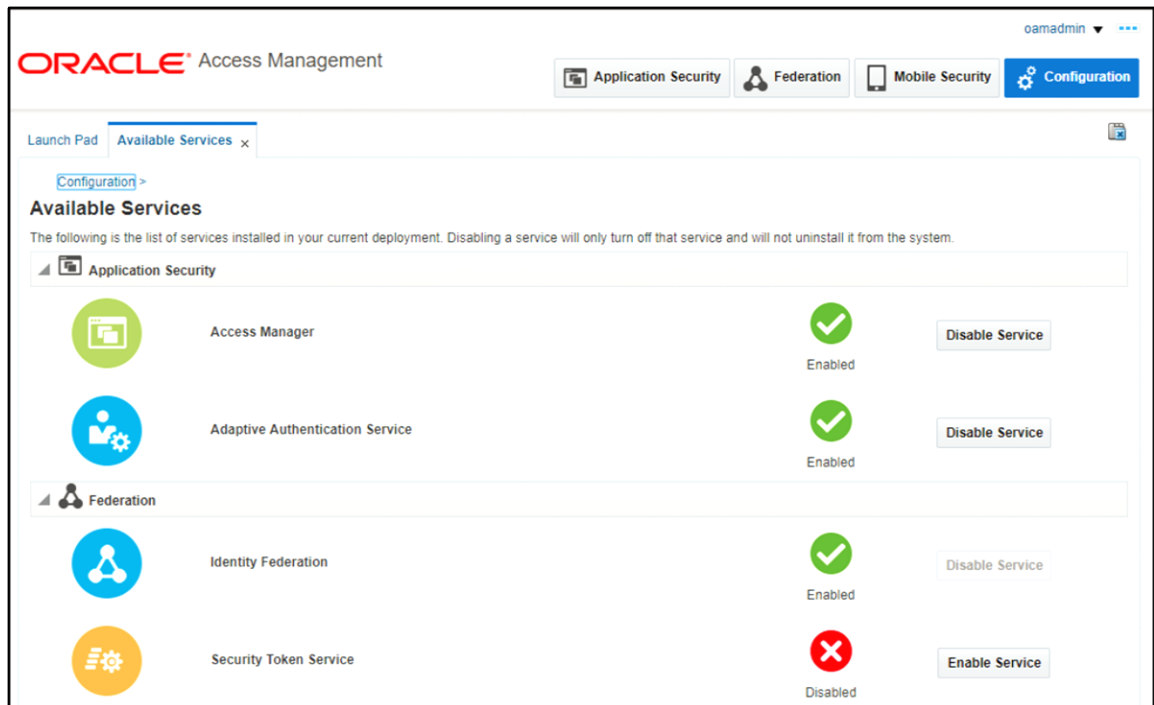 oamadmin
ORACLE Access Management
Application Security
Federation
Mobile Security
Configuration
Launch Pad
Available Services
Configuration >
Available Services
The following is the list of services installed in your current deployment. Disabling a service will only turn off that service and will not uninstall it from the system.
Application Security
Access Manager
Enabled
Disable Service
Adaptive Authentication Service
Enabled
Disable Service
Federation
Identity Federation
Enabled
Disable Service
Security Token Service
Disabled
Enable Service